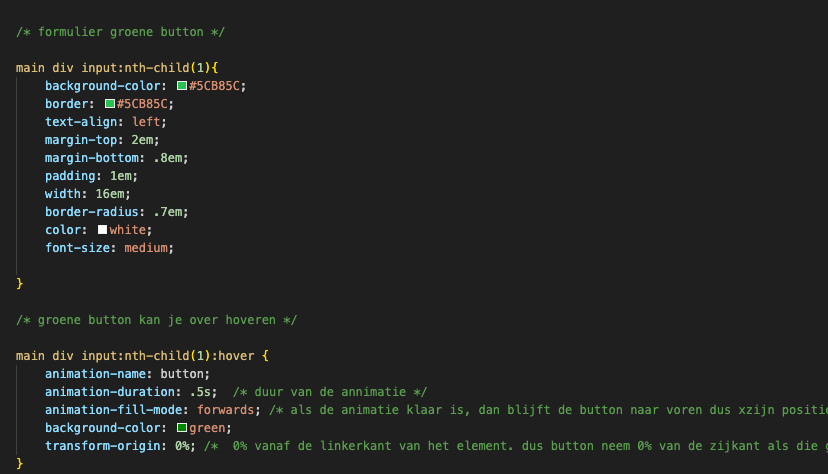 /* formulier groene button */
main div input:nth-child(1){
background-color: #5CB85C;
border: #5CB85C;
text-align: left;
margin-top: 2em;
margin-bottom: .8em;
padding: 1em;
width: 16em;
border-radius: .7em;
color: white;
font-size: medium;
}
/* groene button kan je over hoveren */
main div input:nth-child(1):hover {
animation-name: button;
animation-duration: .5s; /* duur van de annimatie */
animation-fill-mode: forwards; /* als de animatie klaar is, dan blijft de button naar voren dus xzijn positie
background-color: green;
transform-origin: 0%; /* 0% vanaf de linkerkant van het element. dus button neem 0% van de zijkant als die
}